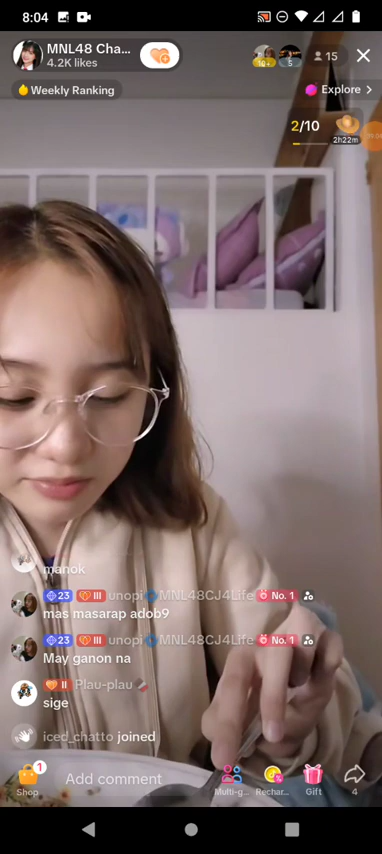 8:04
MNL48 Cha...
4.2K likes
10+
5
15
Weekly Ranking
Explore >
2/10
2h22m
manok
23 III unopi MNL48CJ4Life No. 1
mas masarap adob9
23 III unopi MNL48CJ4Life No. 1
May ganon na
II Plau-plau
sige
iced_chatto joined
1
Add comment
Shop
Multi-g...
Rechar...
Gift
4